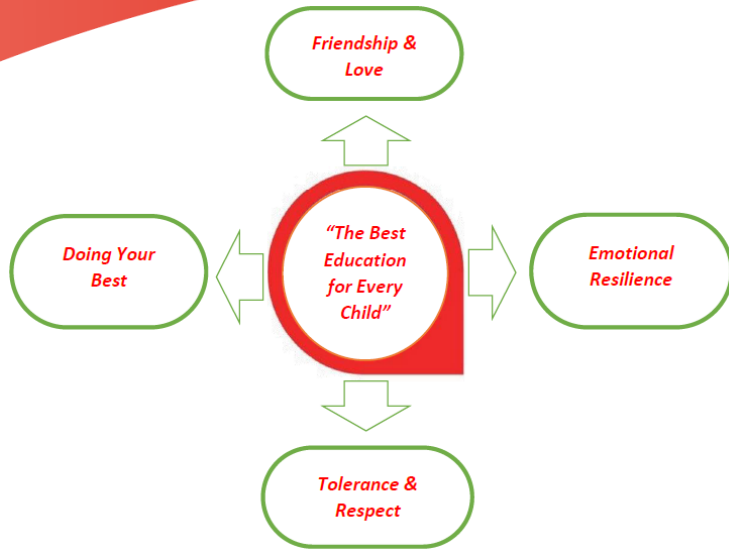 Friendship &
Love
Doing Your
Best
“The Best
Education
for Every
Child”
Emotional
Resilience
Tolerance &
Respect